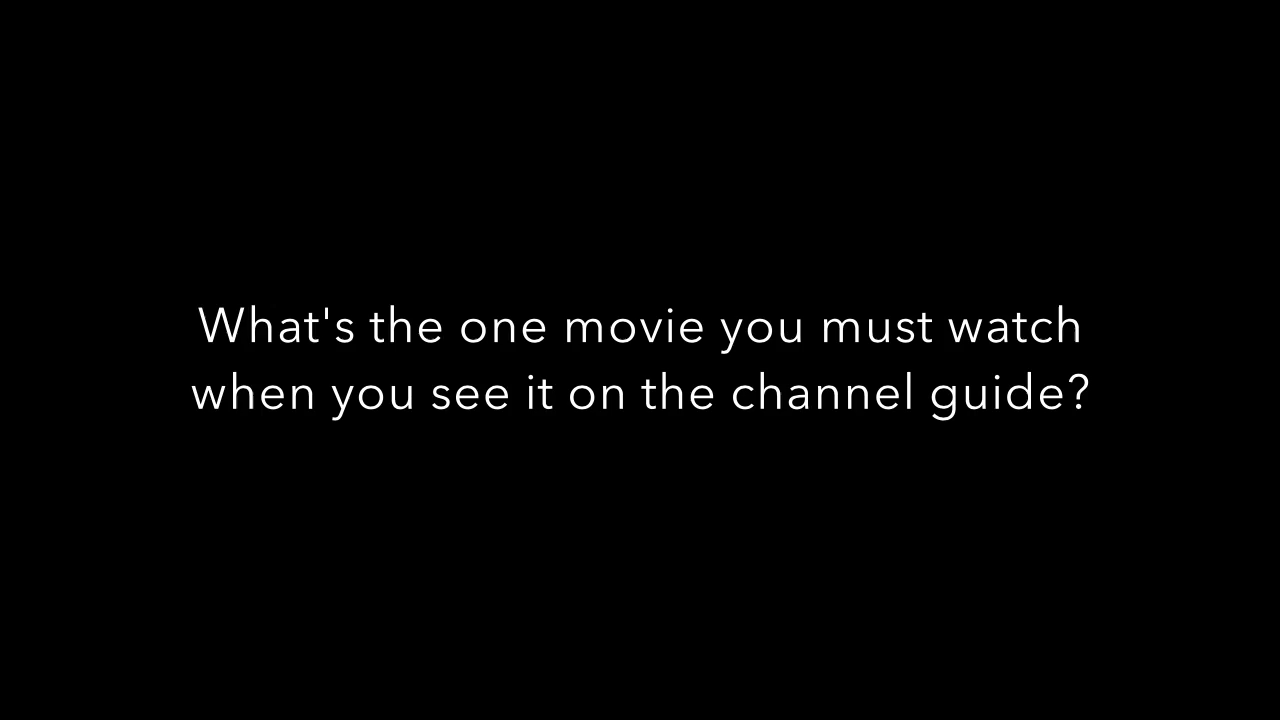 What's the one movie you must watch
when you see it on the channel guide?